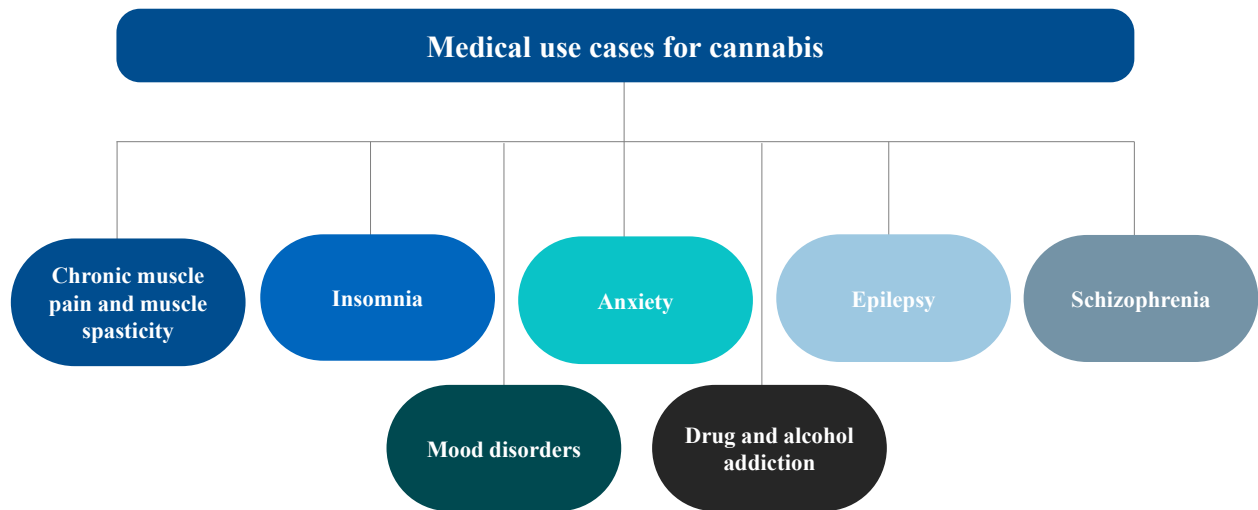 Medical use cases for cannabis
Chronic muscle
pain and muscle
spasticity
Insomnia
Anxiety
Epilepsy
Schizophrenia
Mood disorders
Drug and alcohol
addiction